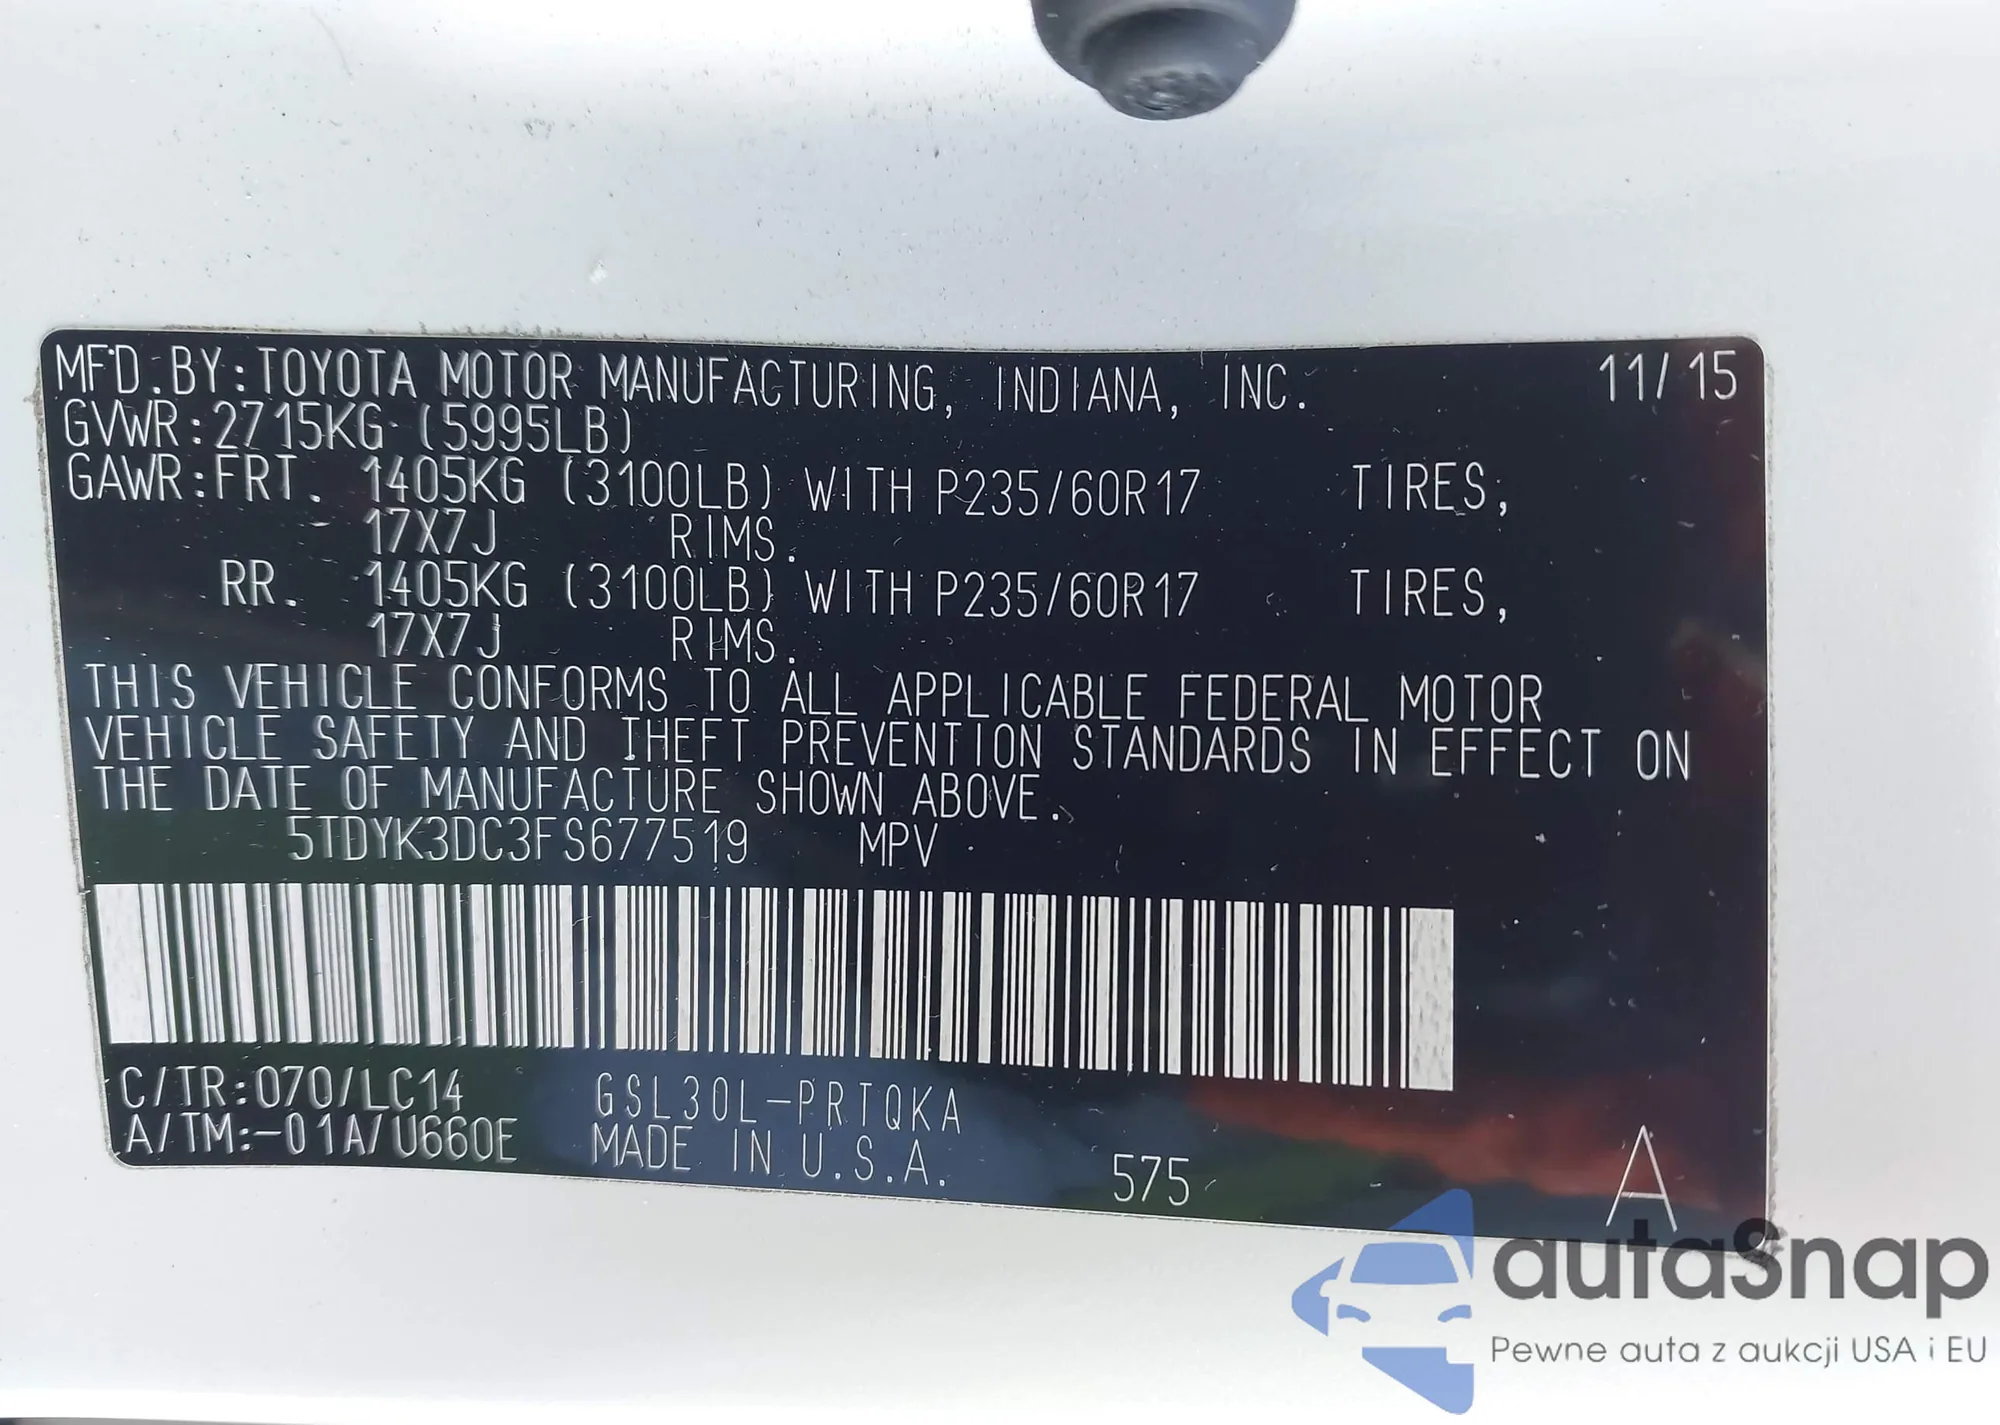 MFD.BY:TOYOTA MOTOR MANUFACTURING, INDIANA, INC. 11/15
GVWR:2715KG (5995LB)
GAWR:FRT. 1405KG (3100LB) WITH P235/60R17 TIRES,
17X7J RIMS.
RR. 1405KG (3100LB) WITH P235/60R17 TIRES,
17X7J RIMS.
THIS VEHICLE CONFORMS TO ALL APPLICABLE FEDERAL MOTOR
VEHICLE SAFETY AND THEFT PREVENTION STANDARDS IN EFFECT ON
THE DATE OF MANUFACTURE SHOWN ABOVE.
5TDYK3DC3FS677519 MPV
C/TR:070/LC14 GSL30L-PRTQKA
A/TM:-01A/U660E MADE IN U.S.A. 575 A
autaSnap
Pewne auta z aukcji USA i EU